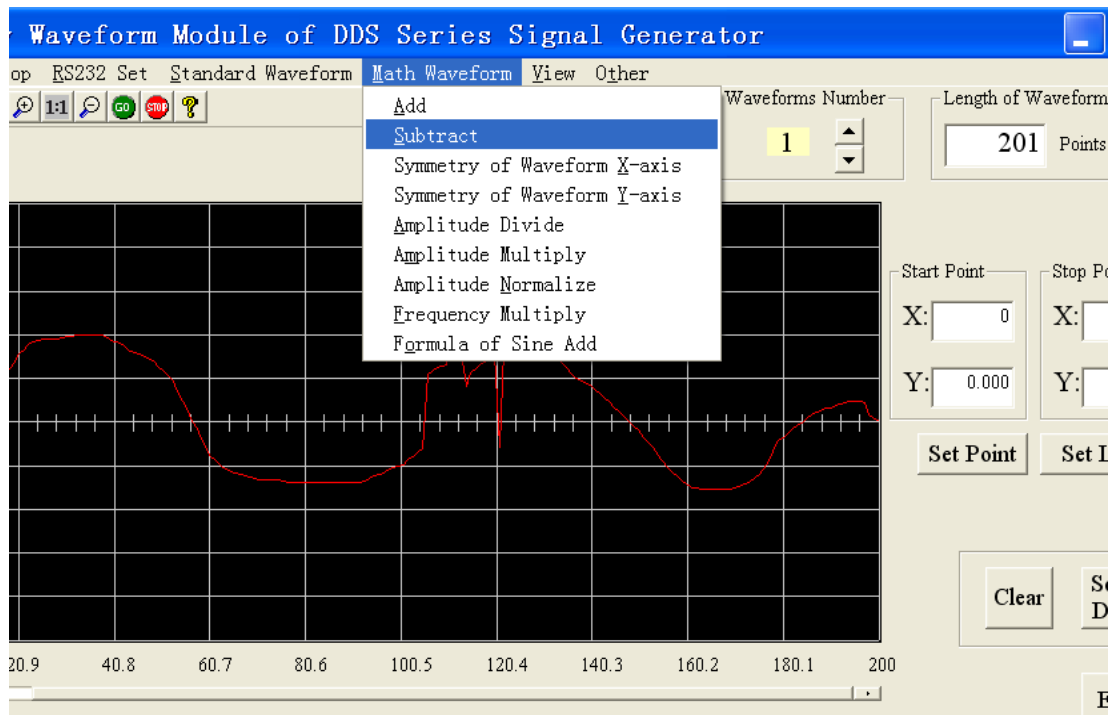 Waveform Module of DDS Series Signal Generator
op RS232 Set Standard Waveform Math Waveform View Other
1:1 GO STOP ?
Add
Subtract
Symmetry of Waveform X-axis
Symmetry of Waveform Y-axis
Amplitude Divide
Amplitude Multiply
Amplitude Normalize
Frequency Multiply
Formula of Sine Add
Waveforms Number
1
Length of Waveform
201 Points
Start Point
X: 0
Y: 0.000
Stop Po
X:
Y:
Set Point
Set L
Clear
Se
D
20.9 40.8 60.7 80.6 100.5 120.4 140.3 160.2 180.1 200
E